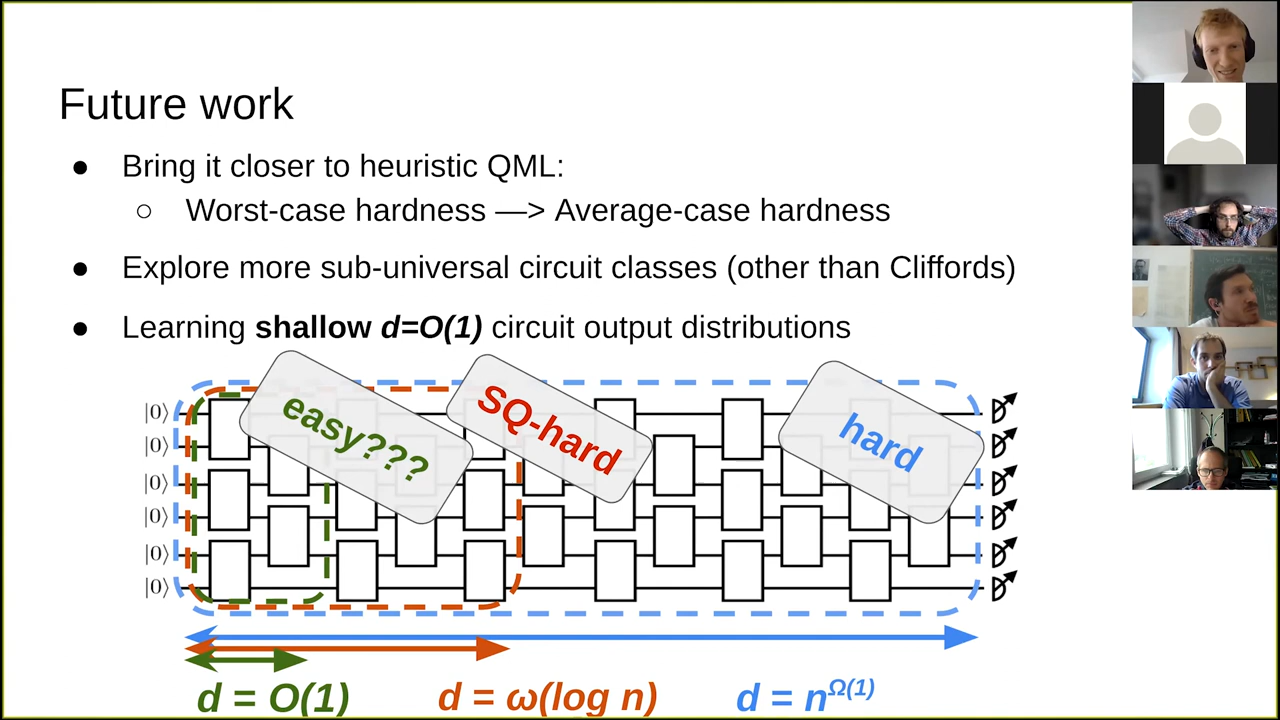 Future work
● Bring it closer to heuristic QML:
○ Worst-case hardness —> Average-case hardness
● Explore more sub-universal circuit classes (other than Cliffords)
● Learning shallow d=O(1) circuit output distributions
easy???
SQ-hard
hard
|0⟩
|0⟩
|0⟩
|0⟩
|0⟩
|0⟩
d = O(1)
d = ω(log n)
d = n^Ω(1)